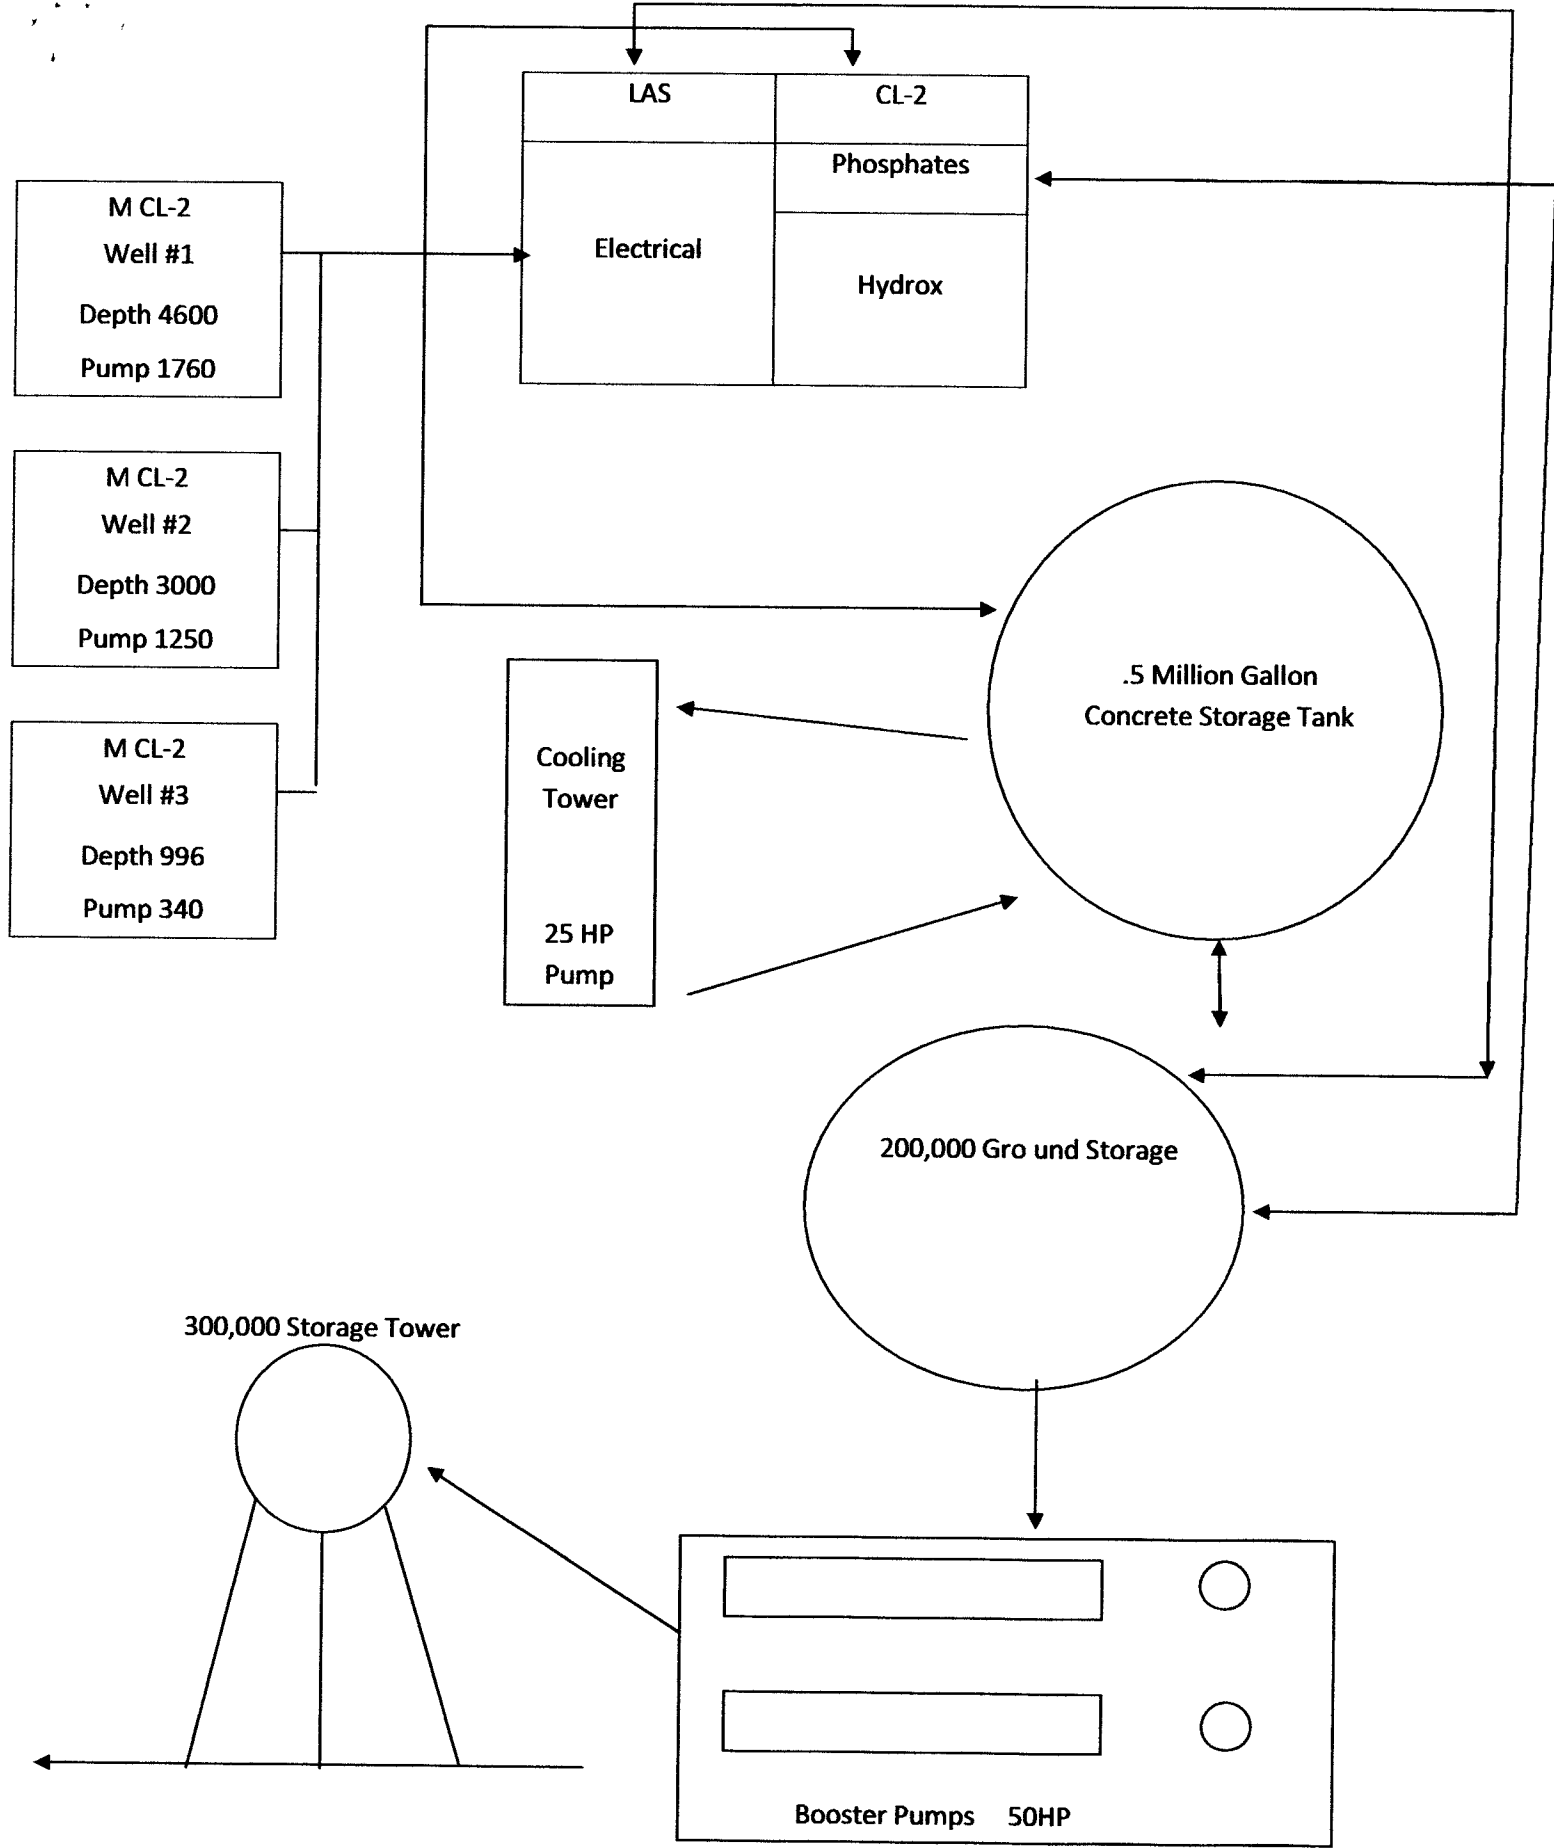 LAS
CL-2
Phosphates
Electrical
Hydrox
M CL-2
Well #1
Depth 4600
Pump 1760
M CL-2
Well #2
Depth 3000
Pump 1250
M CL-2
Well #3
Depth 996
Pump 340
.5 Million Gallon
Concrete Storage Tank
Cooling
Tower
25 HP
Pump
200,000 Gro und Storage
300,000 Storage Tower
Booster Pumps 50HP